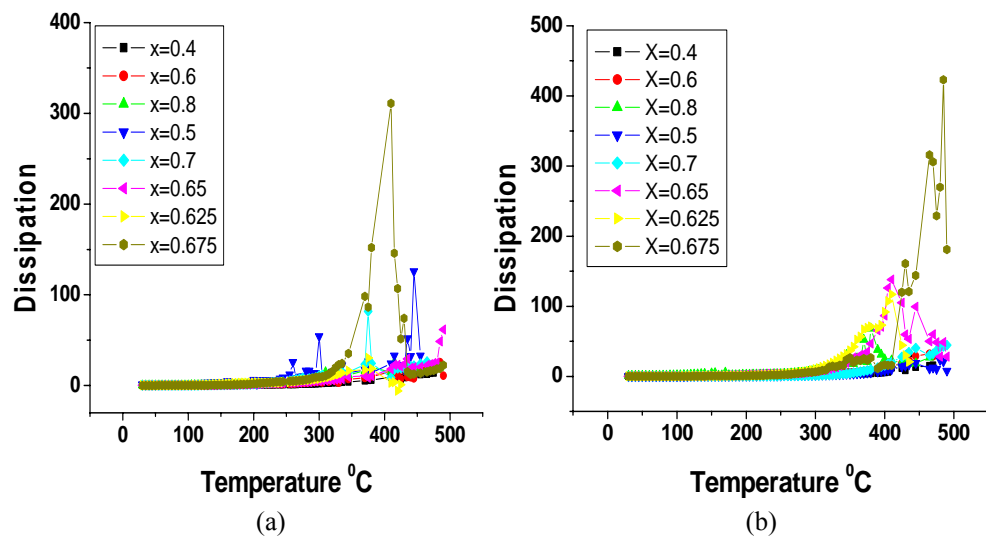 400
300
200
100
0
Dissipation
x=0.4
x=0.6
x=0.8
x=0.5
x=0.7
x=0.65
x=0.625
x=0.675
0 100 200 300 400 500
Temperature ⁰C
(a)
500
400
300
200
100
0
-50
Dissipation
X=0.4
X=0.6
X=0.8
X=0.5
X=0.7
X=0.65
X=0.625
X=0.675
0 100 200 300 400 500
Temperature ⁰C
(b)